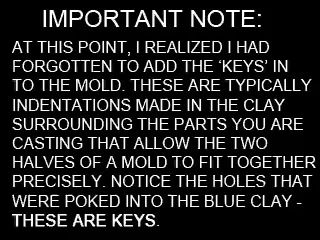 IMPORTANT NOTE:
AT THIS POINT, I REALIZED I HAD
FORGOTTEN TO ADD THE ‘KEYS’ IN
TO THE MOLD. THESE ARE TYPICALLY
INDENTATIONS MADE IN THE CLAY
SURROUNDING THE PARTS YOU ARE
CASTING THAT ALLOW THE TWO
HALVES OF A MOLD TO FIT TOGETHER
PRECISELY. NOTICE THE HOLES THAT
WERE POKED INTO THE BLUE CLAY -
THESE ARE KEYS.